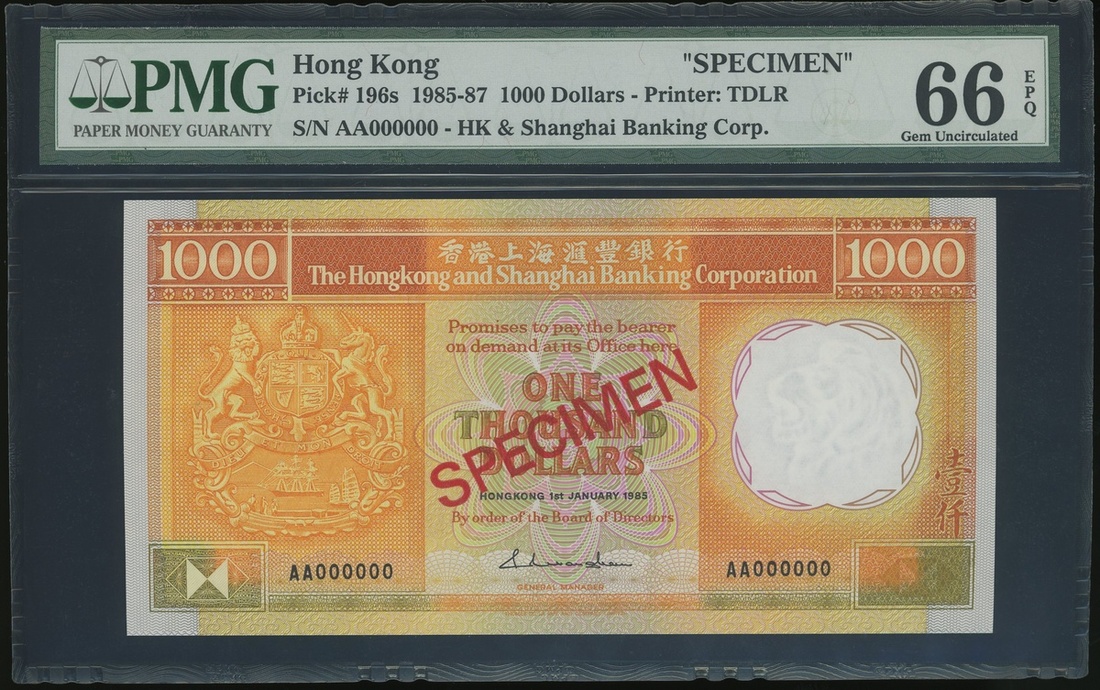 PMG
PAPER MONEY GUARANTY
Hong Kong "SPECIMEN"
Pick# 196s 1985-87 1000 Dollars - Printer: TDLR
S/N AA000000 - HK & Shanghai Banking Corp.
66
EPQ
Gem Uncirculated
1000
香港上海滙豐銀行
The Hongkong and Shanghai Banking Corporation
1000
Promises to pay the bearer
on demand at its Office here
ONE
THOUSAND
DOLLARS
SPECIMEN
HONGKONG 1st JANUARY 1985
By order of the Board of Directors
壹仟
AA000000
GENERAL MANAGER
AA000000